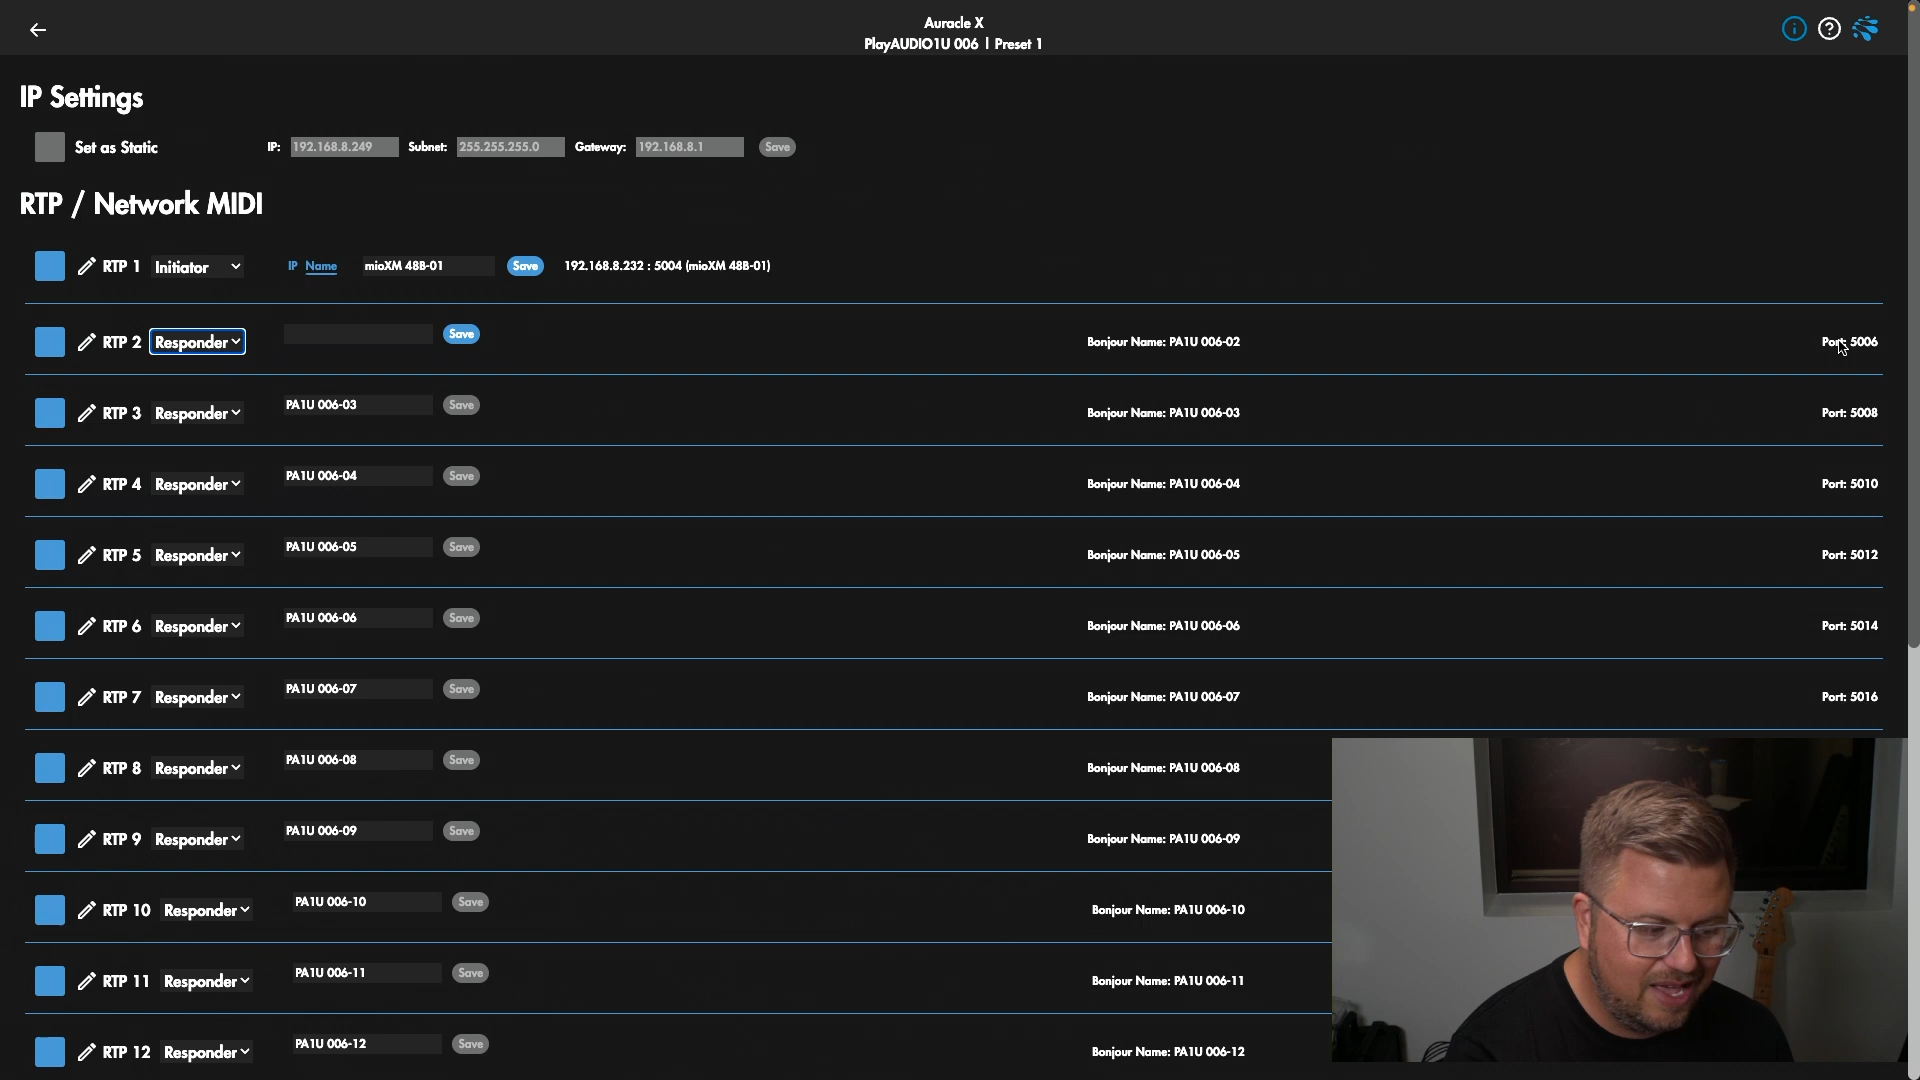 Auracle X
PlayAUDIO1U 006 | Preset 1
IP Settings
Set as Static IP: 192.168.8.249 Subnet: 255.255.255.0 Gateway: 192.168.8.1 Save
RTP / Network MIDI
RTP 1 Initiator IP Name mioXM 48B-01 Save 192.168.8.232 : 5004 (mioXM 48B-01)
RTP 2 Responder Save Bonjour Name: PA1U 006-02 Port: 5006
RTP 3 Responder PA1U 006-03 Save Bonjour Name: PA1U 006-03 Port: 5008
RTP 4 Responder PA1U 006-04 Save Bonjour Name: PA1U 006-04 Port: 5010
RTP 5 Responder PA1U 006-05 Save Bonjour Name: PA1U 006-05 Port: 5012
RTP 6 Responder PA1U 006-06 Save Bonjour Name: PA1U 006-06 Port: 5014
RTP 7 Responder PA1U 006-07 Save Bonjour Name: PA1U 006-07 Port: 5016
RTP 8 Responder PA1U 006-08 Save Bonjour Name: PA1U 006-08
RTP 9 Responder PA1U 006-09 Save Bonjour Name: PA1U 006-09
RTP 10 Responder PA1U 006-10 Save Bonjour Name: PA1U 006-10
RTP 11 Responder PA1U 006-11 Save Bonjour Name: PA1U 006-11
RTP 12 Responder PA1U 006-12 Save Bonjour Name: PA1U 006-12